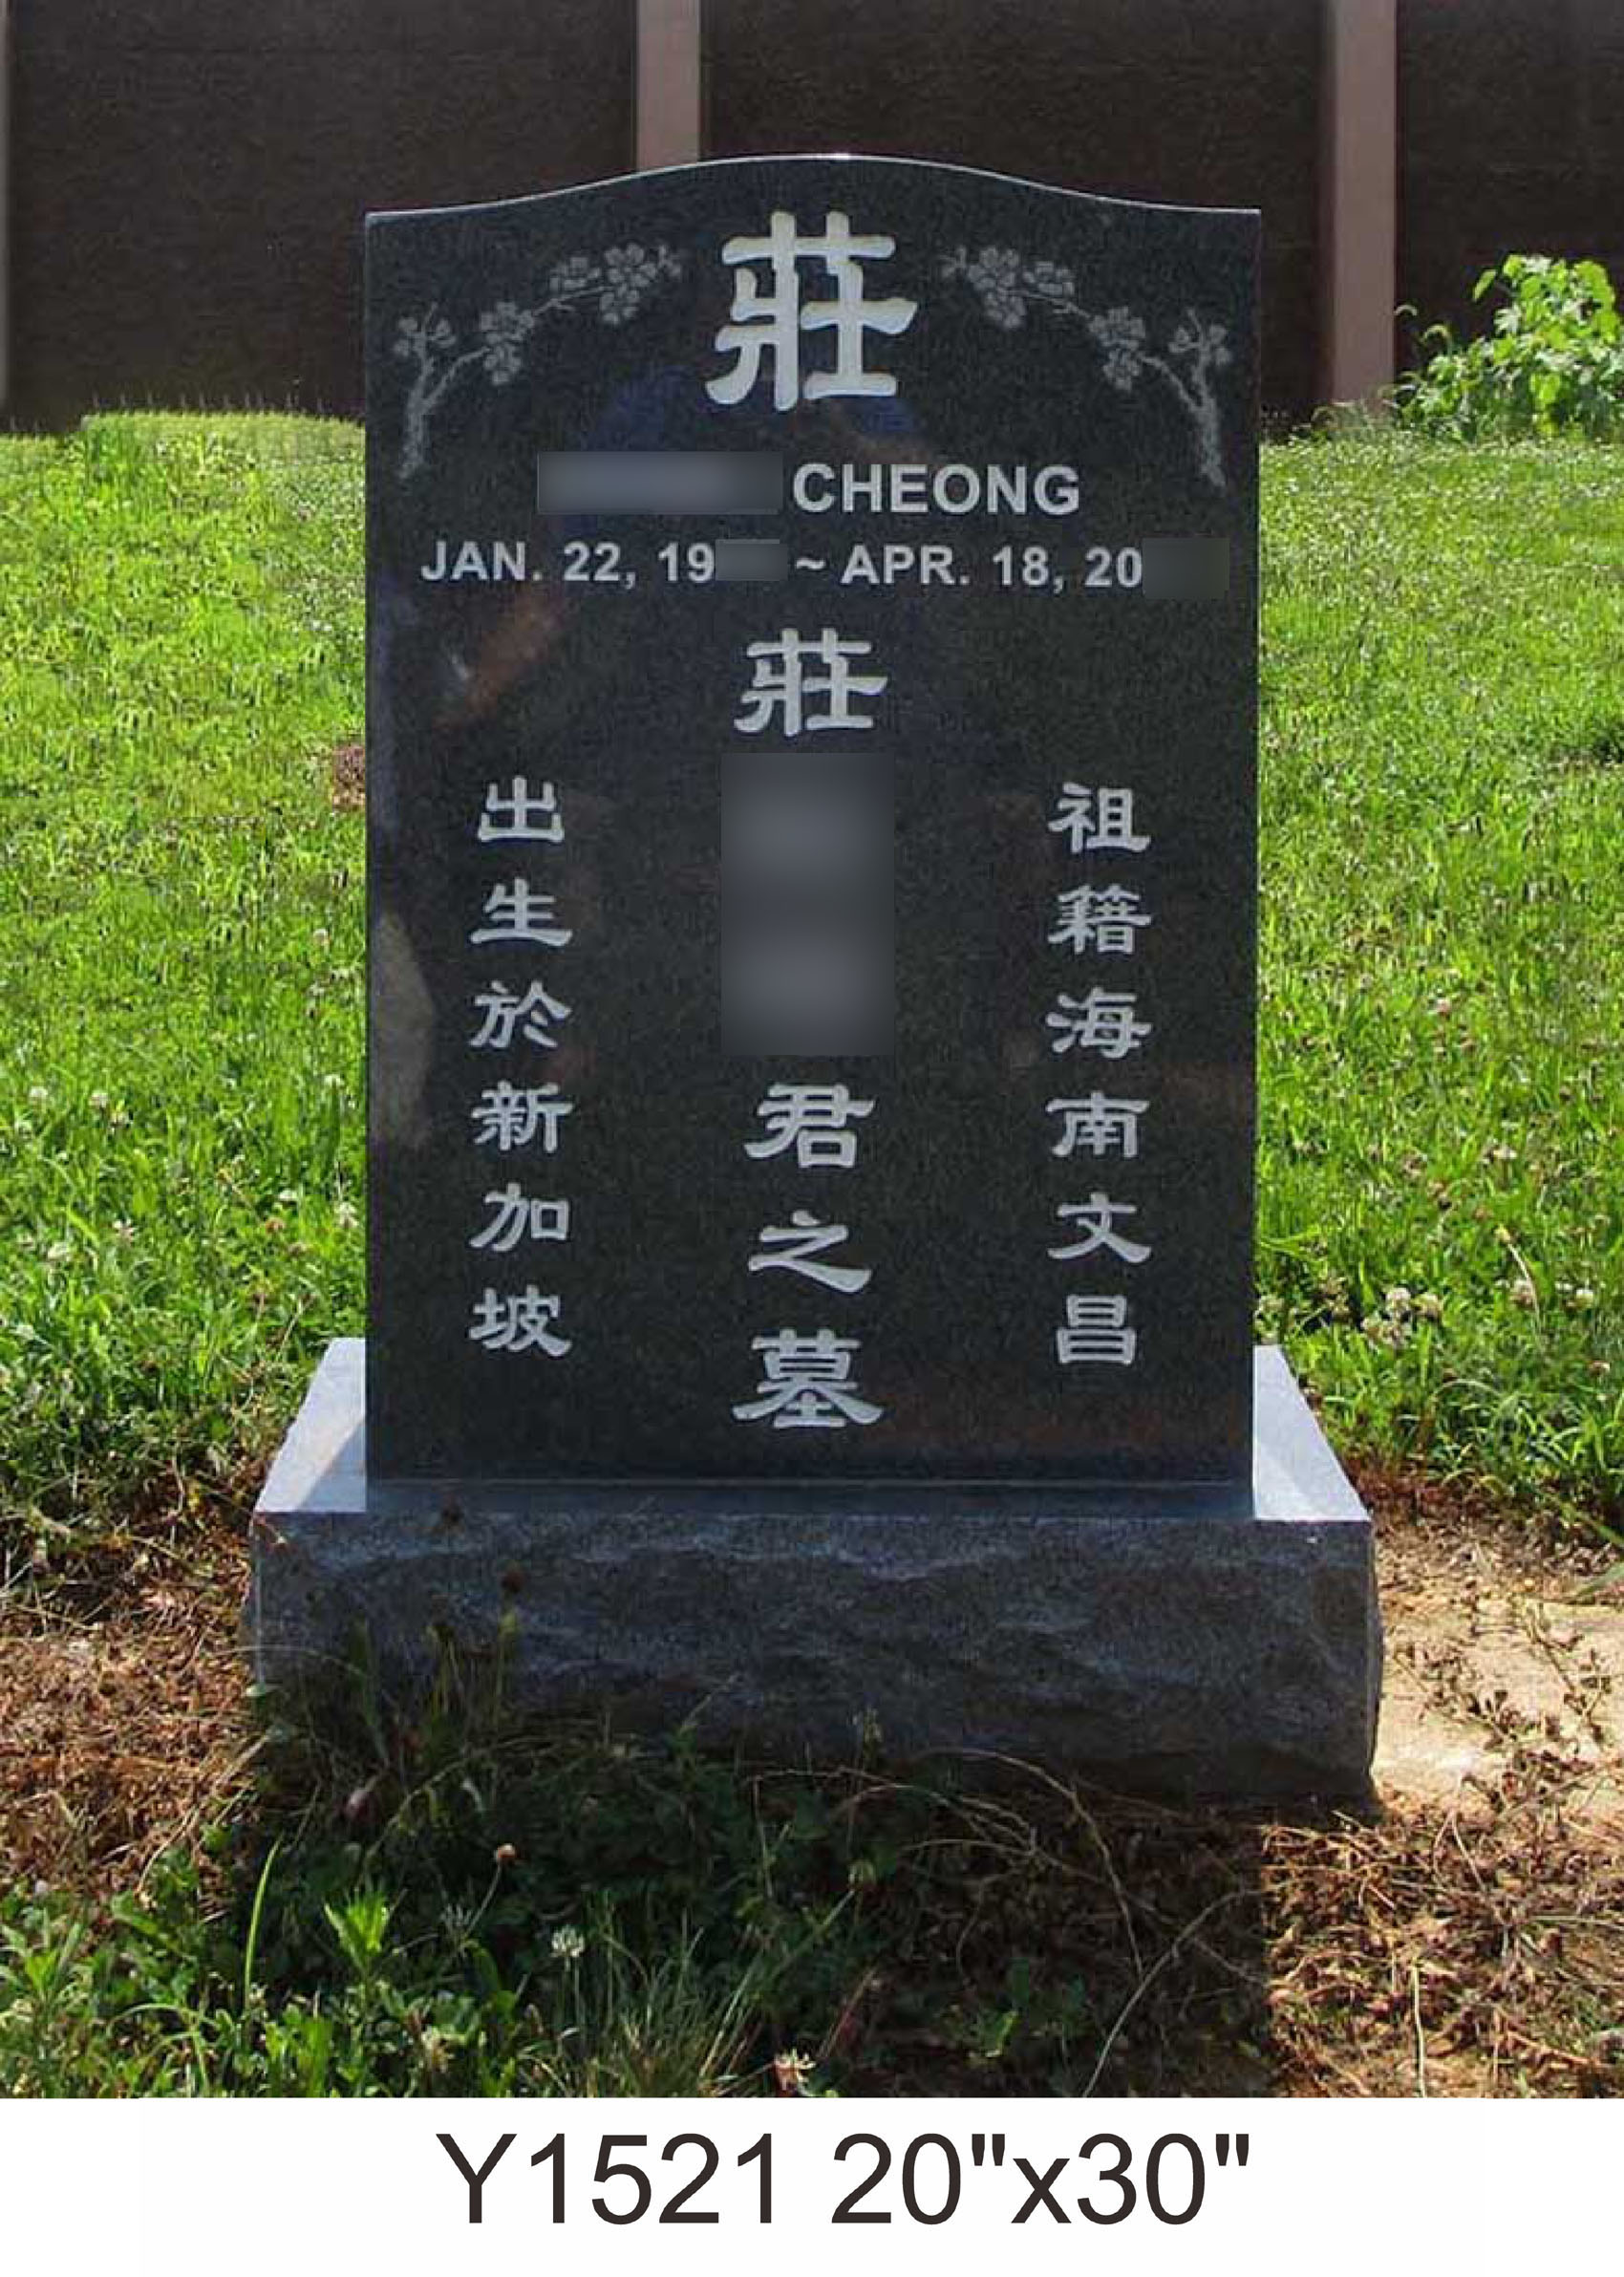 莊
CHEONG
JAN. 22, 19 ~ APR. 18, 20
祖籍海南文昌
莊 君之墓
出生於新加坡
Y1521 20"x30"